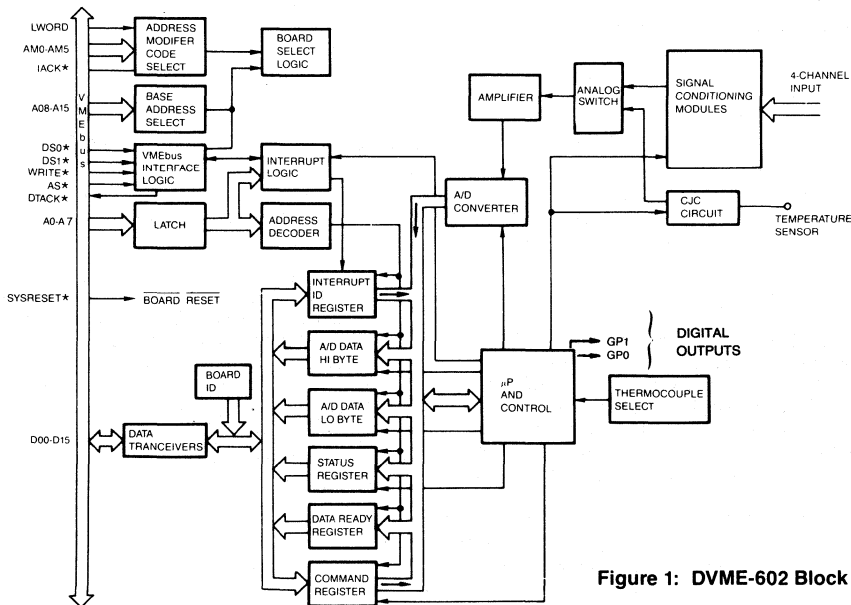 LWORD
AM0-AM5
IACK*
A08-A15
DS0*
DS1*
WRITE*
AS*
DTACK*
A0-A7
SYSRESET*
D00-D15
VMEbus
ADDRESS
MODIFER
CODE
SELECT
BOARD
SELECT
LOGIC
BASE
ADDRESS
SELECT
VMEbus
INTERFACE
LOGIC
INTERRUPT
LOGIC
LATCH
ADDRESS
DECODER
BOARD RESET
BOARD
ID
DATA
TRANCEIVERS
INTERRUPT
ID
REGISTER
A/D DATA
HI BYTE
A/D DATA
LO BYTE
STATUS
REGISTER
DATA READY
REGISTER
COMMAND
REGISTER
AMPLIFIER
ANALOG
SWITCH
SIGNAL
CONDITIONING
MODULES
4-CHANNEL
INPUT
A/D
CONVERTER
CJC
CIRCUIT
TEMPERATURE
SENSOR
μP
AND
CONTROL
GP1
GP0
DIGITAL
OUTPUTS
THERMOCOUPLE
SELECT
Figure 1: DVME-602 Block